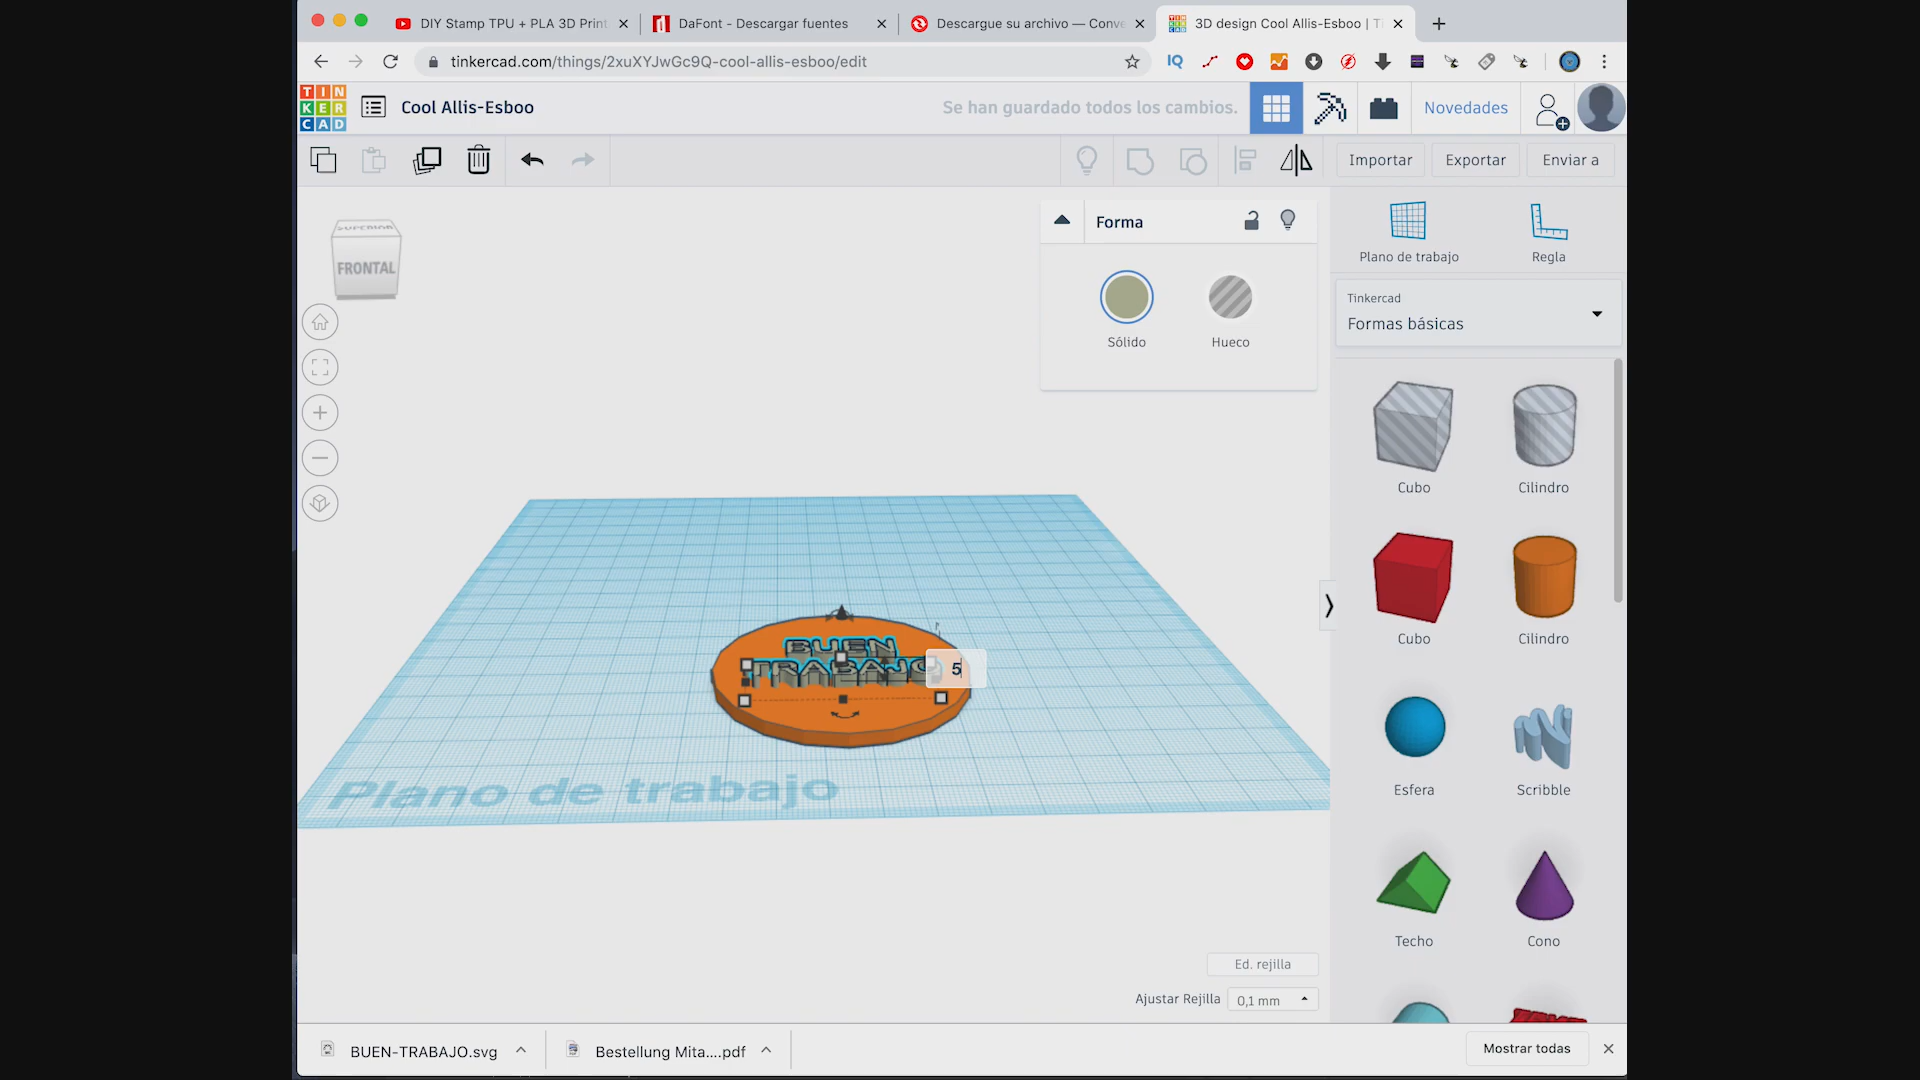 DIY Stamp TPU + PLA 3D Print
DaFont - Descargar fuentes
Descargue su archivo — Conve
3D design Cool Allis-Esboo | Ti
tinkercad.com/things/2xuXYJwGc9Q-cool-allis-esboo/edit
IQ
TIN
KER
CAD
Cool Allis-Esboo
Se han guardado todos los cambios.
Novedades
Importar
Exportar
Enviar a
SUPERIOR
FRONTAL
Forma
Sólido
Hueco
Plano de trabajo
Regla
Tinkercad
Formas básicas
Cubo
Cilindro
Cubo
Cilindro
Esfera
Scribble
Techo
Cono
BUEN
TRABAJO
5
Plano de trabajo
Ed. rejilla
Ajustar Rejilla
0,1 mm
BUEN-TRABAJO.svg
Bestellung Mita....pdf
Mostrar todas